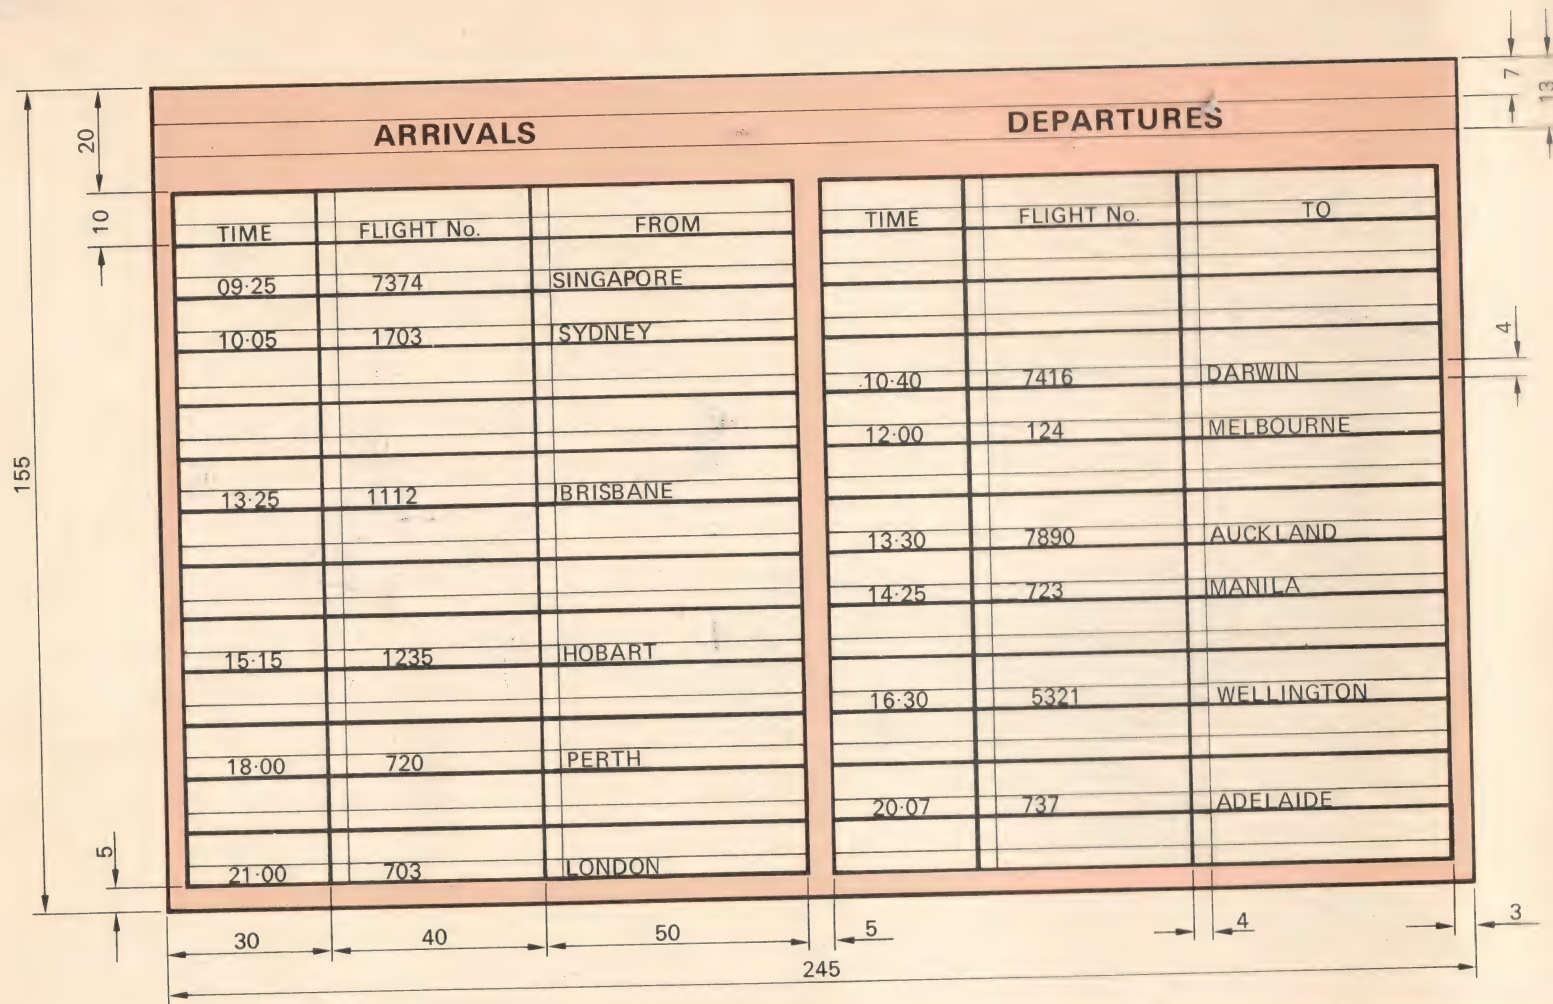 ARRIVALS DEPARTURES
TIME FLIGHT No. FROM TIME FLIGHT No. TO
09·25 7374 SINGAPORE
10·05 1703 SYDNEY
10·40 7416 DARWIN
12·00 124 MELBOURNE
13·25 1112 BRISBANE
13·30 7890 AUCKLAND
14·25 723 MANILA
15·15 1235 HOBART
16·30 5321 WELLINGTON
18·00 720 PERTH
20·07 737 ADELAIDE
21·00 703 LONDON
20
10
155
5
7
13
4
30 40 50 5 4 3
245